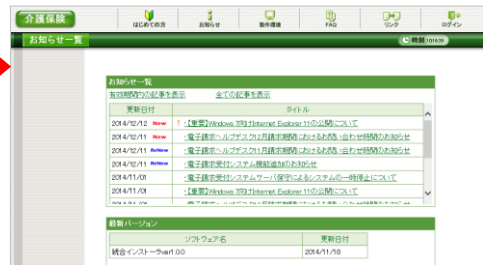 介護保険
はじめての方
お知らせ
動作環境
FAQ
リンク
ログイン
お知らせ一覧
時刻 10:16:39
お知らせ一覧
有効期間内の記事を表示 全ての記事を表示
更新日付 タイトル
2014/12/12 New ! ・【重要】Windows 7向けInternet Explorer 11の公開について
2014/12/11 New ・電子請求ヘルプデスク12月請求期間におけるお問い合わせ時間のお知らせ
2014/12/11 ReNew ・電子請求ヘルプデスク1月請求期間におけるお問い合わせ時間のお知らせ
2014/12/11 ReNew ・電子請求受付システム機能追加のお知らせ
2014/11/01 ・電子請求受付システムサーバ保守によるシステムの一時停止について
2014/11/01 ・【重要】Windows 7向けInternet Explorer 11の公開について
最新バージョン
ソフトウェア名 更新日付
統合インストーラver1.0.0 2014/11/18